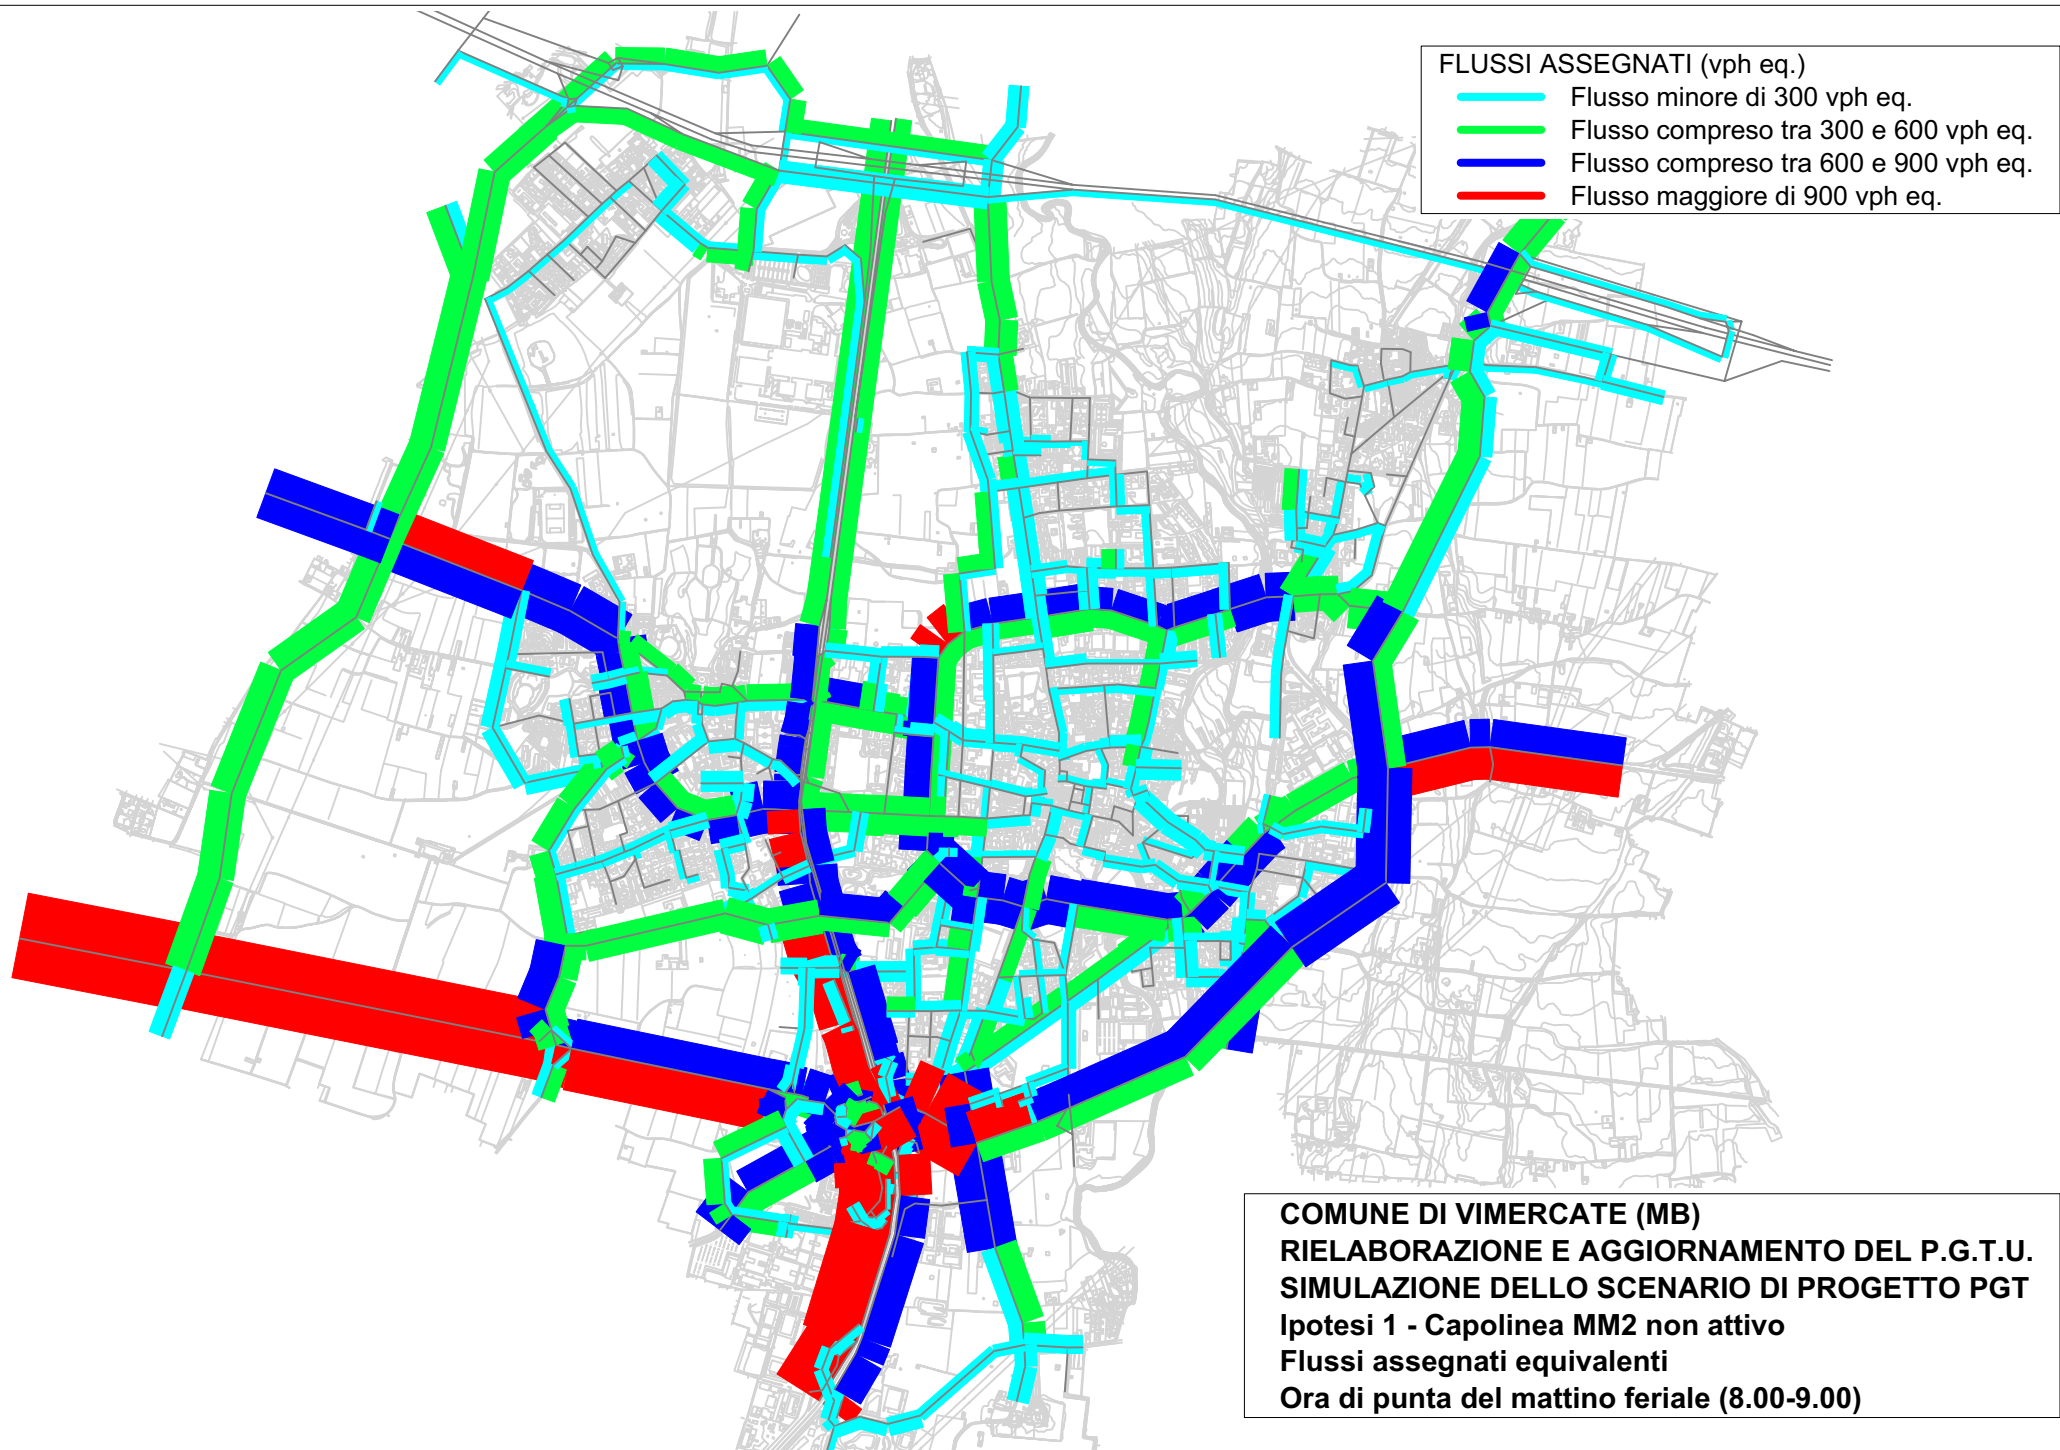 FLUSSI ASSEGNATI (vph eq.)
Flusso minore di 300 vph eq.
Flusso compreso tra 300 e 600 vph eq.
Flusso compreso tra 600 e 900 vph eq.
Flusso maggiore di 900 vph eq.
COMUNE DI VIMERCATE (MB)
RIELABORAZIONE E AGGIORNAMENTO DEL P.G.T.U.
SIMULAZIONE DELLO SCENARIO DI PROGETTO PGT
Ipotesi 1 - Capolinea MM2 non attivo
Flussi assegnati equivalenti
Ora di punta del mattino feriale (8.00-9.00)